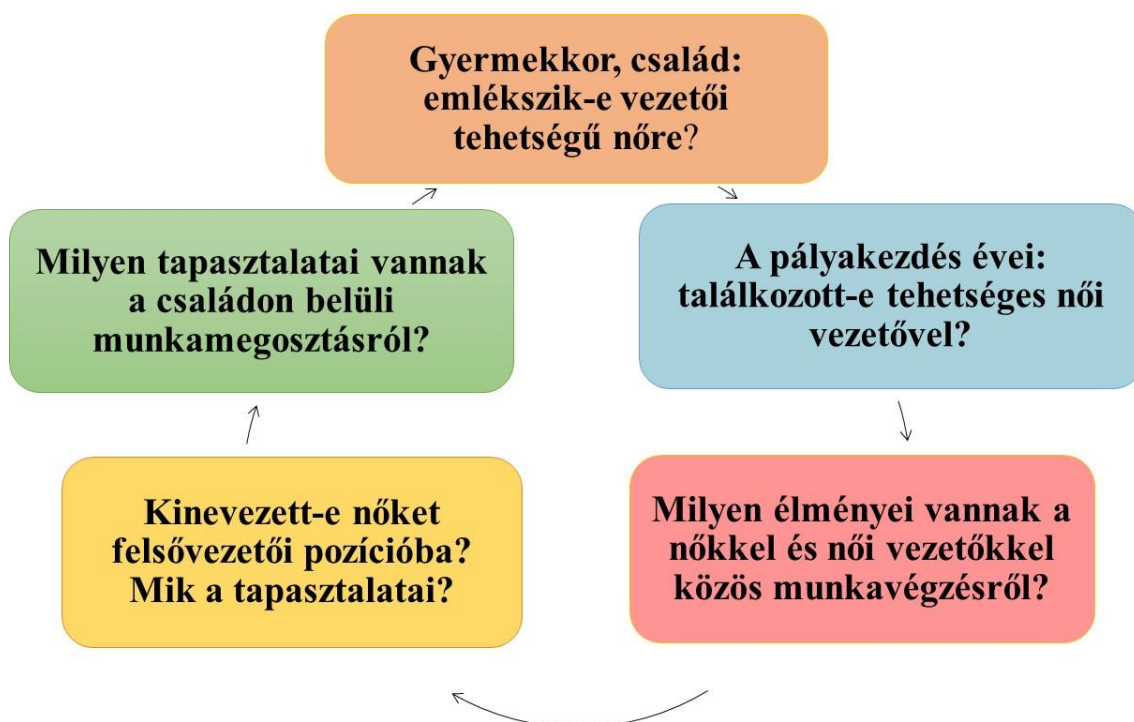 Gyermekkor, család:
emlékszik-e vezetői
tehetségű nőre?
A pályakezdés évei:
találkozott-e tehetséges női
vezetővel?
Milyen élményei vannak a
nőkkel és női vezetőkkel
közös munkavégzésről?
Kinevezett-e nőket
felsővezetői pozícióba?
Mik a tapasztalatai?
Milyen tapasztalatai vannak
a családon belüli
munkamegosztásról?